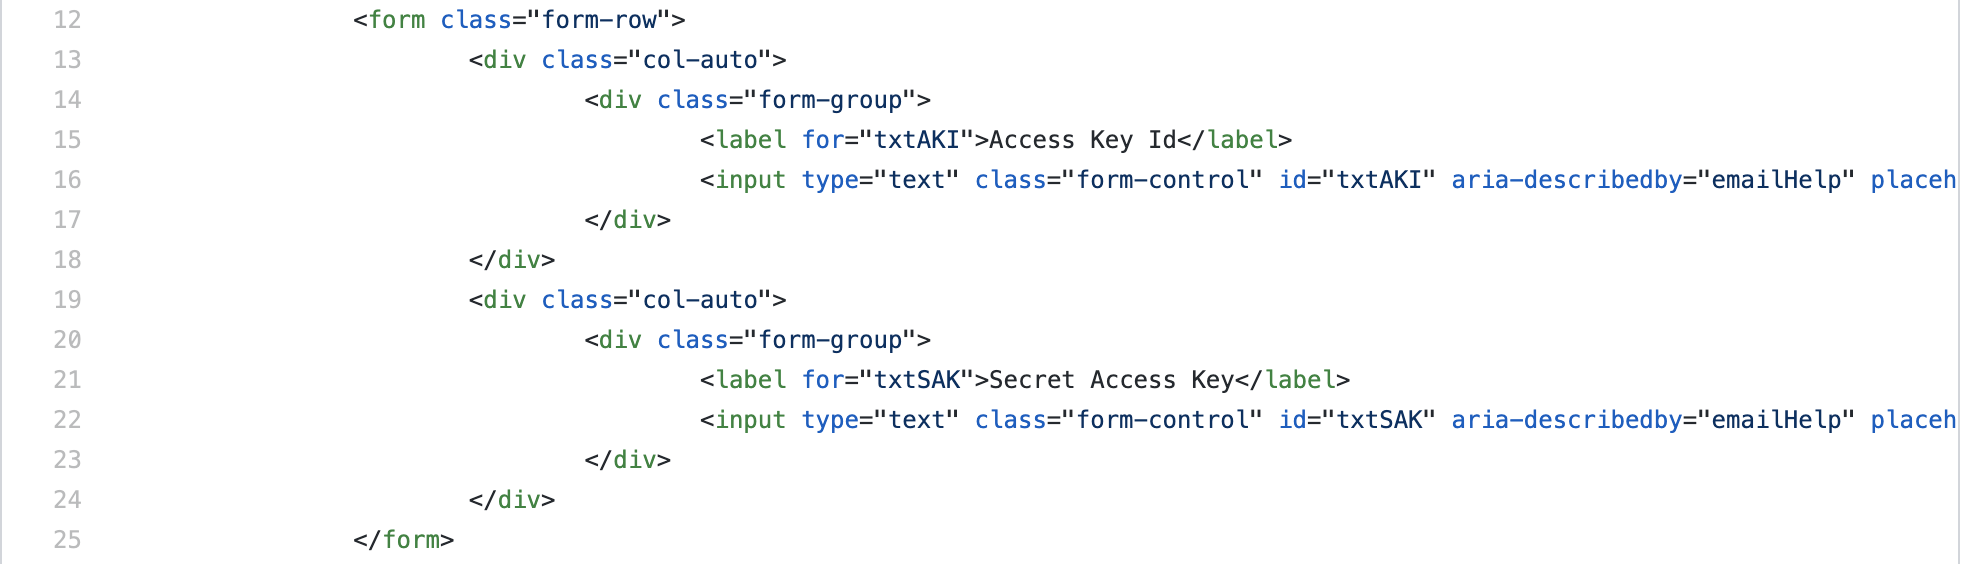 12 <form class="form-row">
13 <div class="col-auto">
14 <div class="form-group">
15 <label for="txtAKI">Access Key Id</label>
16 <input type="text" class="form-control" id="txtAKI" aria-describedby="emailHelp" placeh
17 </div>
18 </div>
19 <div class="col-auto">
20 <div class="form-group">
21 <label for="txtSAK">Secret Access Key</label>
22 <input type="text" class="form-control" id="txtSAK" aria-describedby="emailHelp" placeh
23 </div>
24 </div>
25 </form>